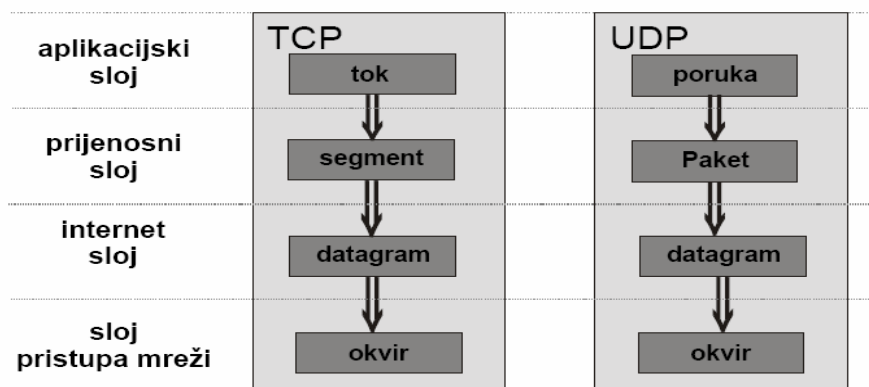 TCP
UDP
aplikacijski
sloj
tok
poruka
prijenosni
sloj
segment
Paket
internet
sloj
datagram
datagram
sloj
pristupa mreži
okvir
okvir